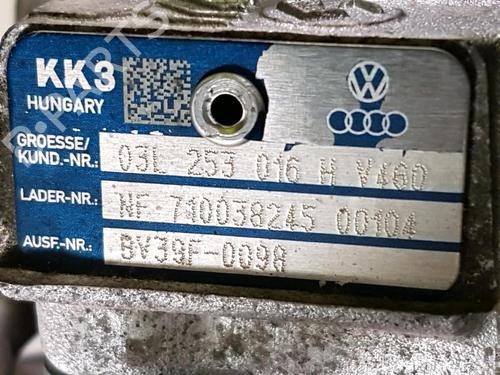 KK3
HUNGARY
GROESSE/
KUND.-NR.: 03L 253 016 H V460
LADER-NR.: NF 710038245 00104
AUSF.-NR.: BV39F-0098